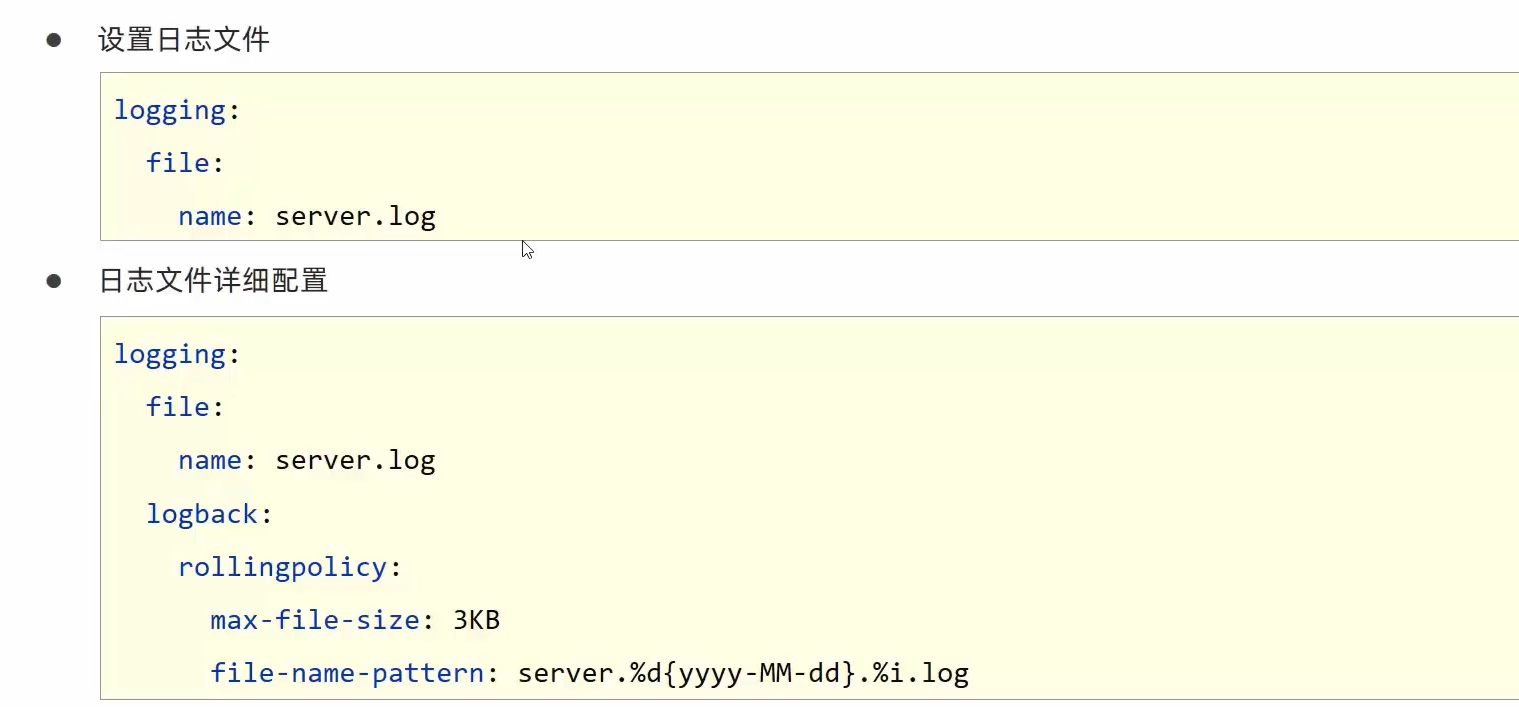 设置日志文件
logging:
  file:
    name: server.log
日志文件详细配置
logging:
  file:
    name: server.log
  logback:
    rollingpolicy:
      max-file-size: 3KB
      file-name-pattern: server.%d{yyyy-MM-dd}.%i.log